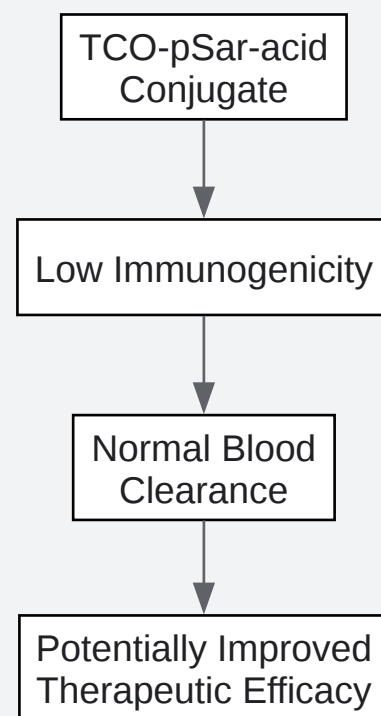 TCO-pSar-acid
Conjugate
Low Immunogenicity
Normal Blood
Clearance
Potentially Improved
Therapeutic Efficacy